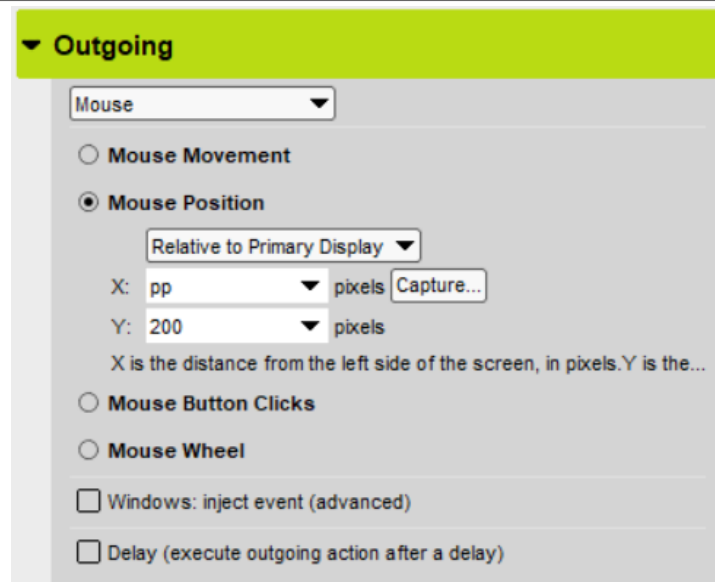 Outgoing
Mouse
Mouse Movement
Mouse Position
Relative to Primary Display
X: pp pixels Capture...
Y: 200 pixels
X is the distance from the left side of the screen, in pixels.Y is the...
Mouse Button Clicks
Mouse Wheel
Windows: inject event (advanced)
Delay (execute outgoing action after a delay)